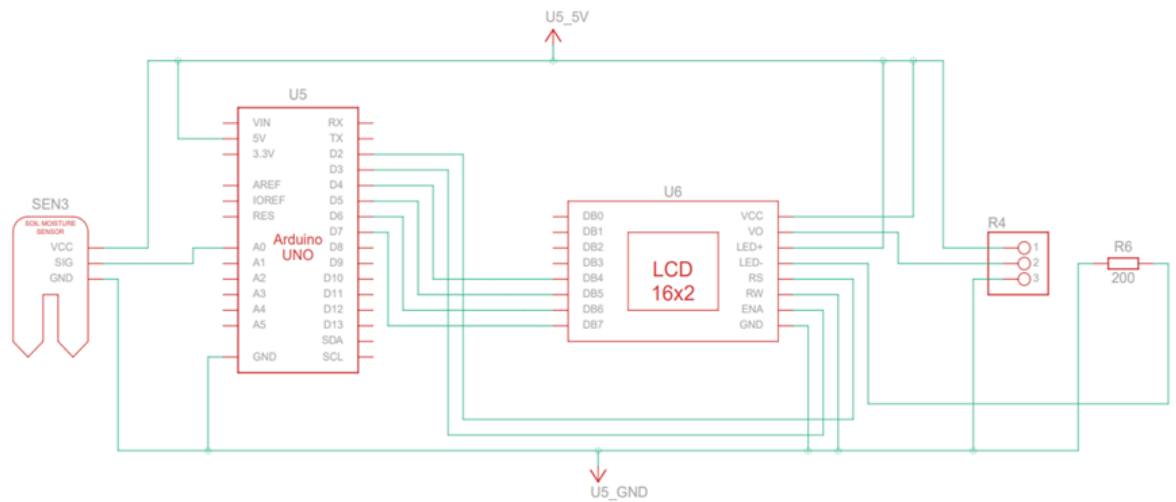 U5_5V
U5
VIN
5V
3.3V
AREF
IOREF
RES
A0
A1
A2
A3
A4
A5
GND
Arduino
UNO
RX
TX
D2
D3
D4
D5
D6
D7
D8
D9
D10
D11
D12
D13
SDA
SCL
SEN3
SOIL MOISTURE
SENSOR
VCC
SIG
GND
U6
DB0
DB1
DB2
DB3
DB4
DB5
DB6
DB7
LCD
16x2
VCC
VO
LED+
LED-
RS
RW
ENA
GND
R4
1
2
3
R6
200
U5_GND